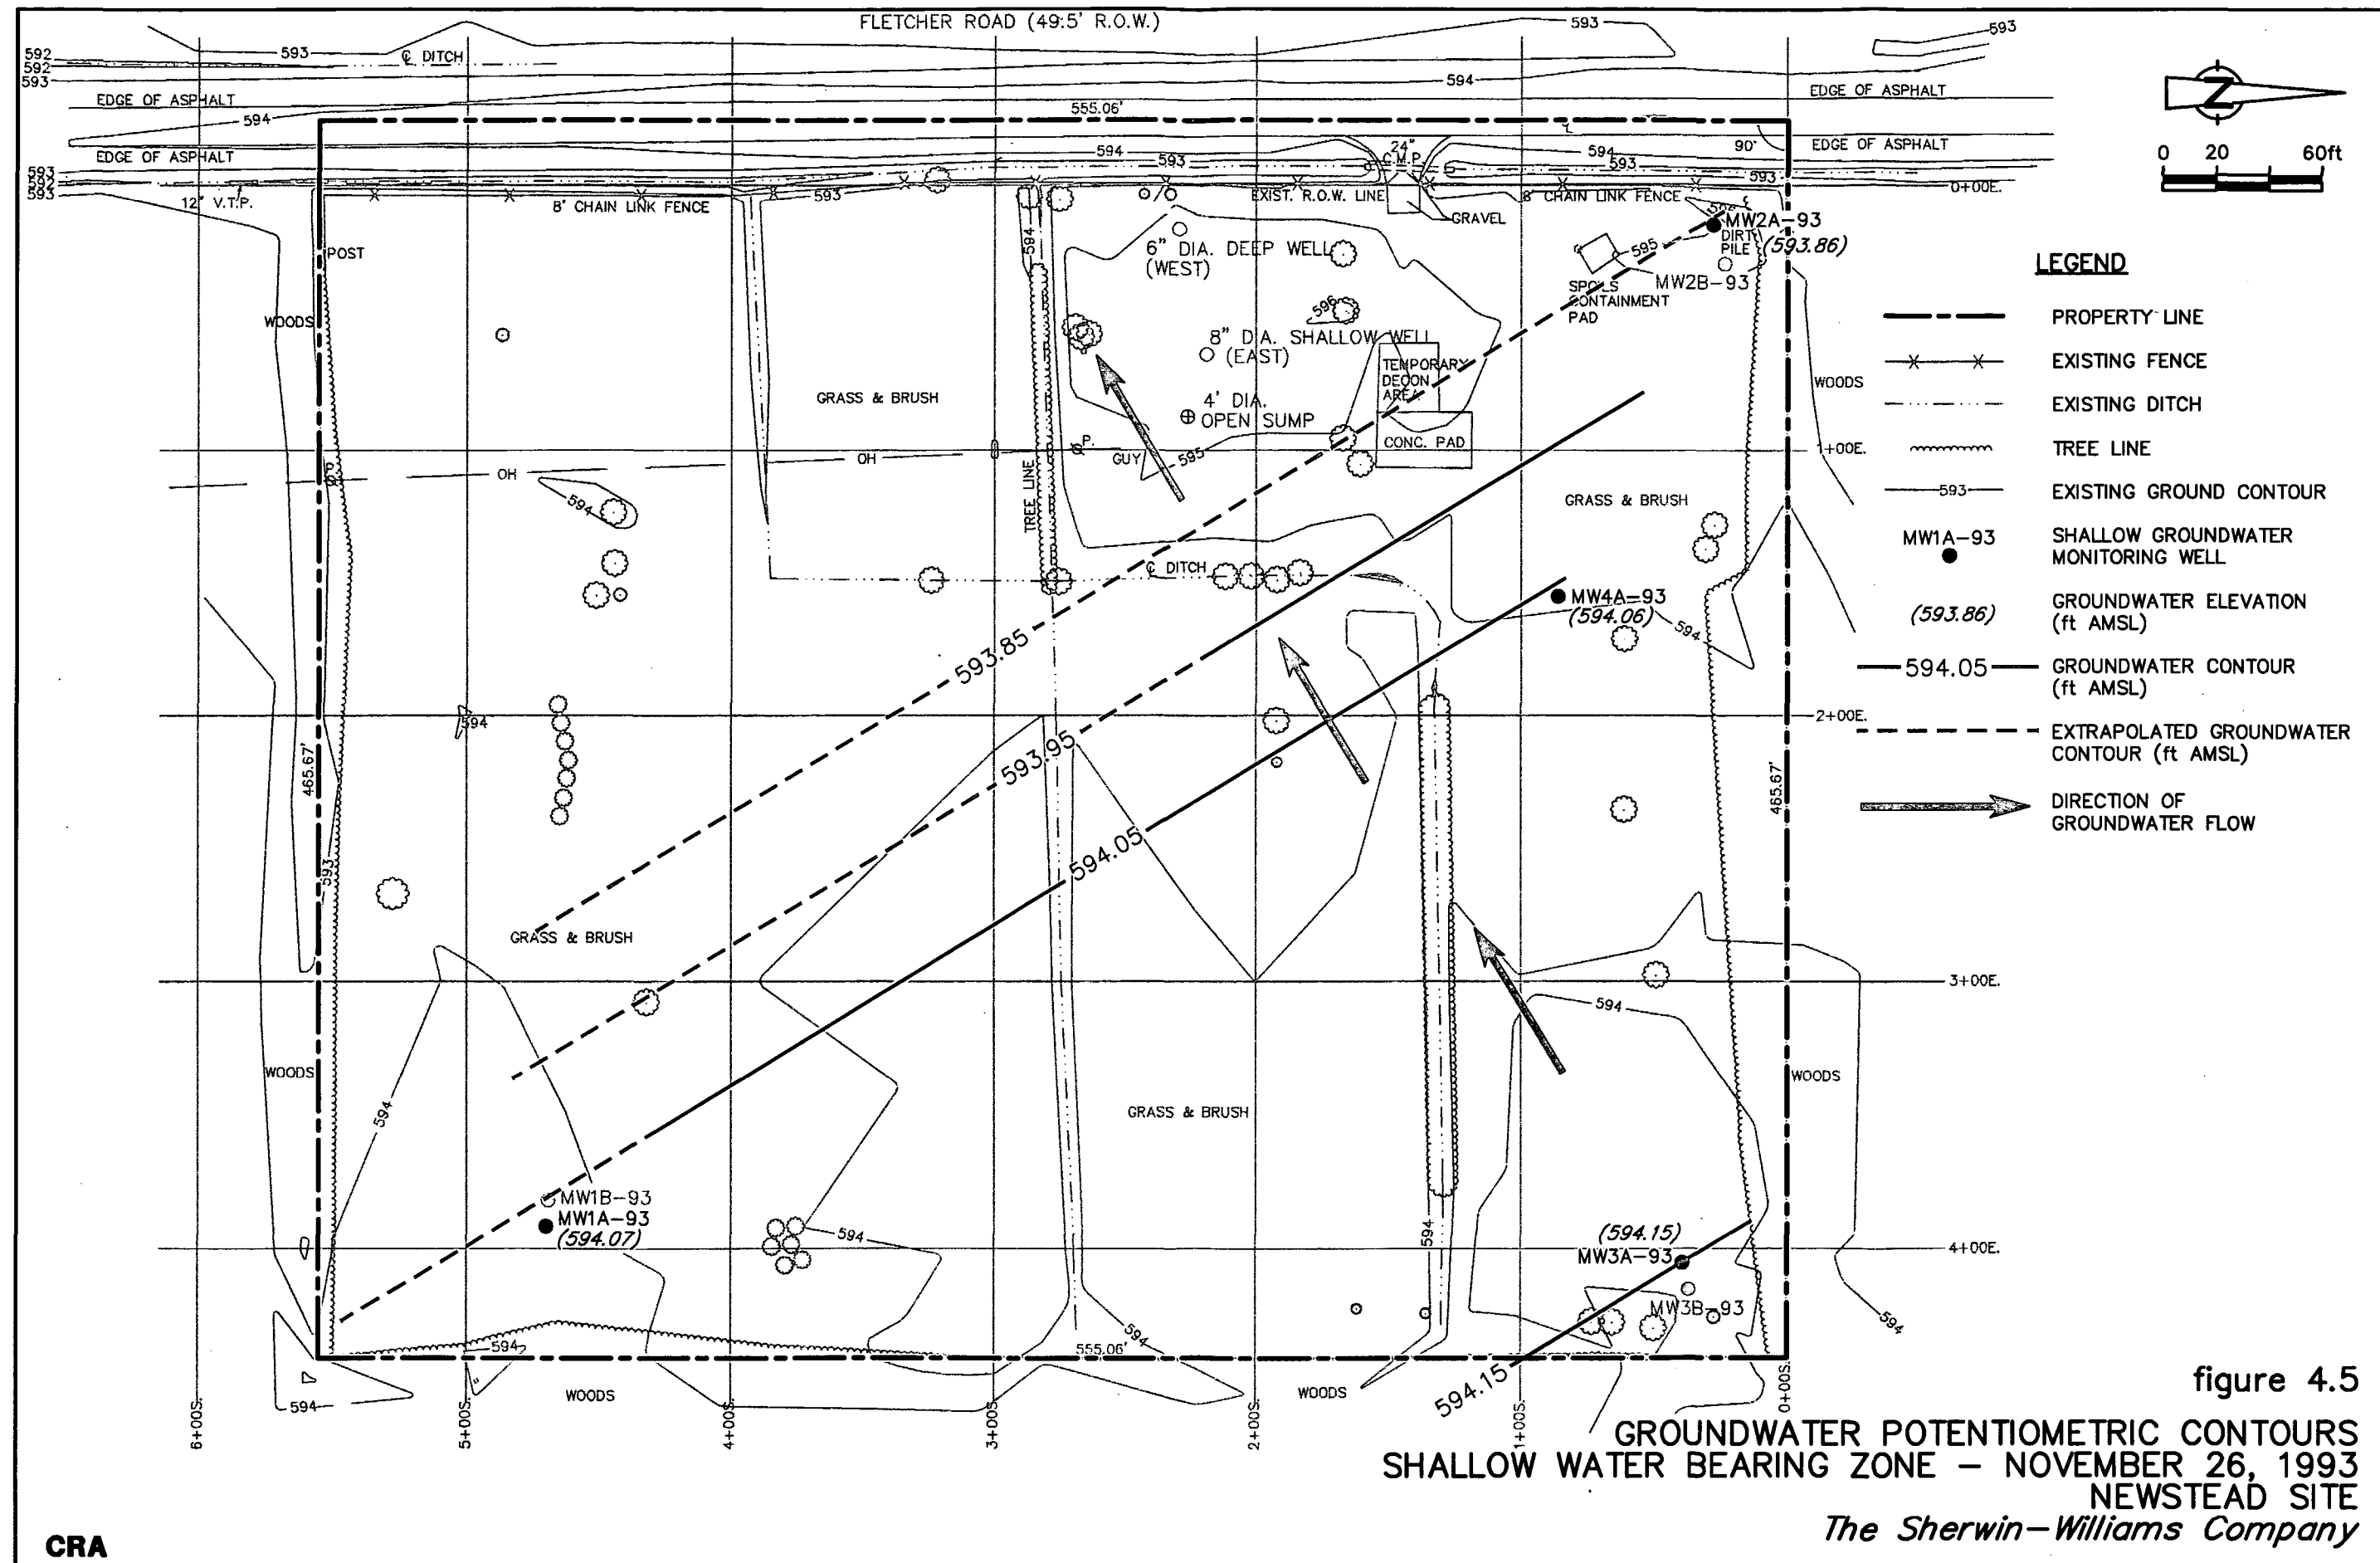 FLETCHER ROAD (49.5' R.O.W.)
593
593
592
592
593
593
℄ DITCH
594
EDGE OF ASPHALT
EDGE OF ASPHALT
594
555.06'
EDGE OF ASPHALT
EDGE OF ASPHALT
90°
594
593
24"
C.M.P.
594
593
593
593
592
593
12" V.T.P.
8' CHAIN LINK FENCE
593
EXIST. R.O.W. LINE
GRAVEL
8' CHAIN LINK FENCE
0+00E.
0 20 60ft
POST
594
6" DIA. DEEP WELL
(WEST)
MW2A-93
(593.86)
DIRT
PILE
595
MW2B-93
SPOILS
CONTAINMENT
PAD
WOODS
596
8" DIA. SHALLOW WELL
(EAST)
TEMPORARY
DECON
AREA
WOODS
GRASS & BRUSH
4' DIA.
OPEN SUMP
CONC. PAD
P.
GUY
595
1+00E.
OH
OH
P.
TREE LINE
594
GRASS & BRUSH
℄ DITCH
MW4A-93
(594.06)
594
593.85
594
2+00E.
593.95
465.67'
465.67'
594.05
593
GRASS & BRUSH
3+00E.
594
WOODS
WOODS
594
GRASS & BRUSH
MW1B-93
MW1A-93
(594.07)
594
594
(594.15)
MW3A-93
4+00E.
MW3B-93
594
594
594
555.06'
594
WOODS
WOODS
594.15
6+00S.
5+00S.
4+00S.
3+00S.
2+00S.
1+00S.
0+00S.
LEGEND
PROPERTY LINE
EXISTING FENCE
EXISTING DITCH
TREE LINE
593
EXISTING GROUND CONTOUR
MW1A-93
SHALLOW GROUNDWATER
MONITORING WELL
(593.86)
GROUNDWATER ELEVATION
(ft AMSL)
594.05
GROUNDWATER CONTOUR
(ft AMSL)
EXTRAPOLATED GROUNDWATER
CONTOUR (ft AMSL)
DIRECTION OF
GROUNDWATER FLOW
figure 4.5
GROUNDWATER POTENTIOMETRIC CONTOURS
SHALLOW WATER BEARING ZONE – NOVEMBER 26, 1993
NEWSTEAD SITE
The Sherwin-Williams Company
CRA